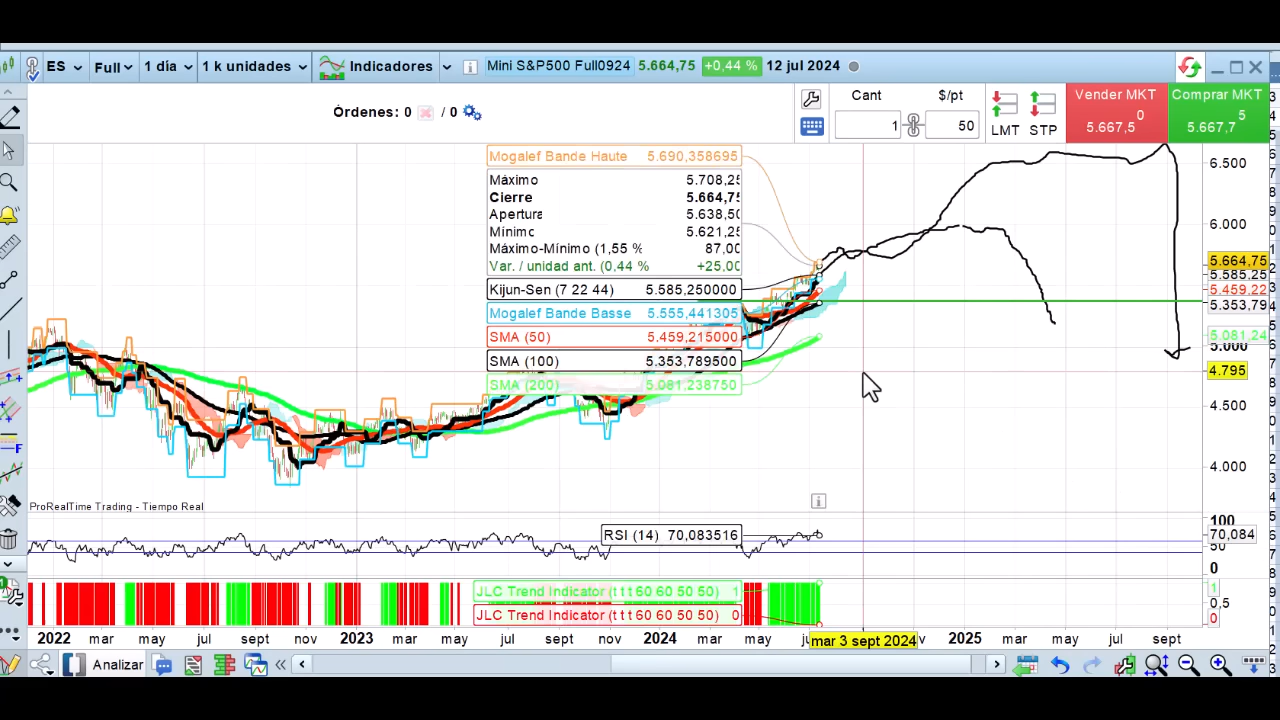 ES Full 1 día 1 k unidades Indicadores Mini S&P500 Full0924 5.664,75 +0,44 % 12 jul 2024
Órdenes: 0 / 0
Cant $/pt
1 50
LMT STP
Vender MKT
5.667,5 0
Comprar MKT
5.667,7 5
Mogalef Bande Haute 5.690,358695
Máximo 5.708,25
Cierre 5.664,75
Apertura 5.638,50
Mínimo 5.621,25
Máximo-Mínimo (1,55 % 87,00
Var. / unidad ant. (0,44 % +25,00
Kijun-Sen (7 22 44) 5.585,250000
Mogalef Bande Basse 5.555,441305
SMA (50) 5.459,215000
SMA (100) 5.353,789500
SMA (200) 5.081,238750
6.500
6.000
5.664,75
5.585,25
5.459,22
5.353,79
5.081,24
5.000
4.795
4.500
4.000
ProRealTime Trading - Tiempo Real
RSI (14) 70,083516
100
70,084
50
0
JLC Trend Indicator (t t t 60 60 50 50) 1
JLC Trend Indicator (t t t 60 60 50 50) 0
1
0,5
0
2022 mar may jul sept nov 2023 mar may jul sept nov 2024 mar may mar 3 sept 2024 2025 mar may jul sept
Analizar